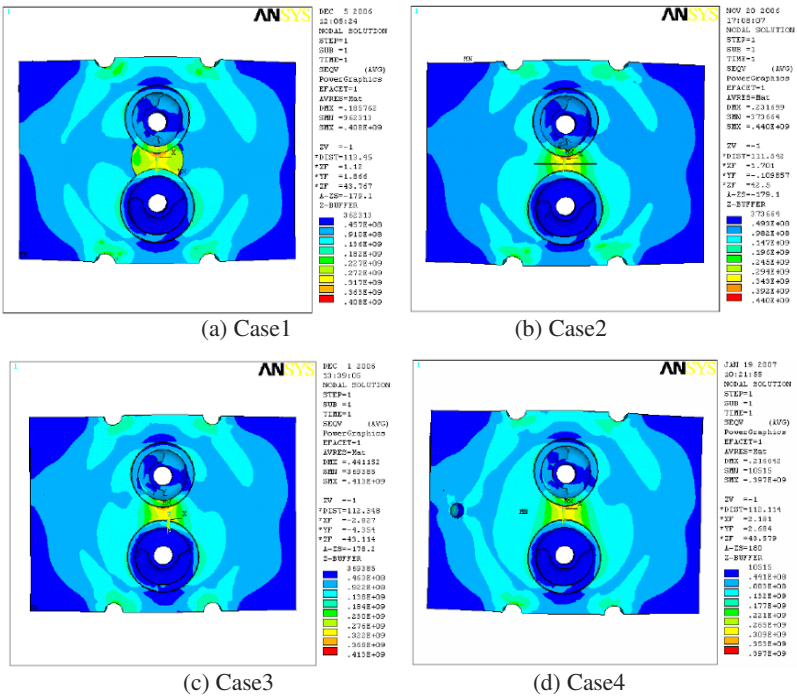 1
ANSYS
DEC 5 2006
12:05:24
NODAL SOLUTION
STEP=1
SUB =1
TIME=1
SEQV (AVG)
PowerGraphics
EFACET=1
AVRES=Mat
DMX =.185762
SMN =362313
SMX =.408E+09
ZV =-1
*DIST=113.45
*XF =1.12
*YF =1.866
*ZF =43.767
A-ZS=-179.1
Z-BUFFER
362313
.457E+08
.910E+08
.136E+09
.182E+09
.227E+09
.272E+09
.317E+09
.363E+09
.408E+09
(a) Case1
ANSYS
NOV 20 2006
17:08:07
NODAL SOLUTION
STEP=1
SUB =1
TIME=1
SEQV (AVG)
PowerGraphics
EFACET=1
AVRES=Mat
DMX =.231699
SMN =373664
SMX =.440E+09
ZV =-1
*DIST=111.842
*XF =1.701
*YF =-.109857
*ZF =42.5
A-ZS=-179.1
Z-BUFFER
373664
.493E+08
.982E+08
.147E+09
.196E+09
.245E+09
.294E+09
.343E+09
.392E+09
.440E+09
MN
(b) Case2
1
ANSYS
DEC 1 2006
13:39:05
NODAL SOLUTION
STEP=1
SUB =1
TIME=1
SEQV (AVG)
PowerGraphics
EFACET=1
AVRES=Mat
DMX =.441152
SMN =369385
SMX =.413E+09
ZV =-1
*DIST=112.348
*XF =-2.827
*YF =-4.354
*ZF =43.114
A-ZS=-178.2
Z-BUFFER
369385
.462E+08
.922E+08
.138E+09
.184E+09
.230E+09
.276E+09
.322E+09
.368E+09
.413E+09
X
(c) Case3
1
ANSYS
JAN 19 2007
20:21:55
NODAL SOLUTION
STEP=1
SUB =1
TIME=1
SEQV (AVG)
PowerGraphics
EFACET=1
AVRES=Mat
SMN =10515
SMX =.397E+09
ZV =-1
*DIST=112.114
*XF =2.181
*YF =2.684
*ZF =43.579
A-ZS=180
Z-BUFFER
10515
.441E+08
.883E+08
.132E+09
.177E+09
.221E+09
.265E+09
.309E+09
.353E+09
.397E+09
MN
X
(d) Case4